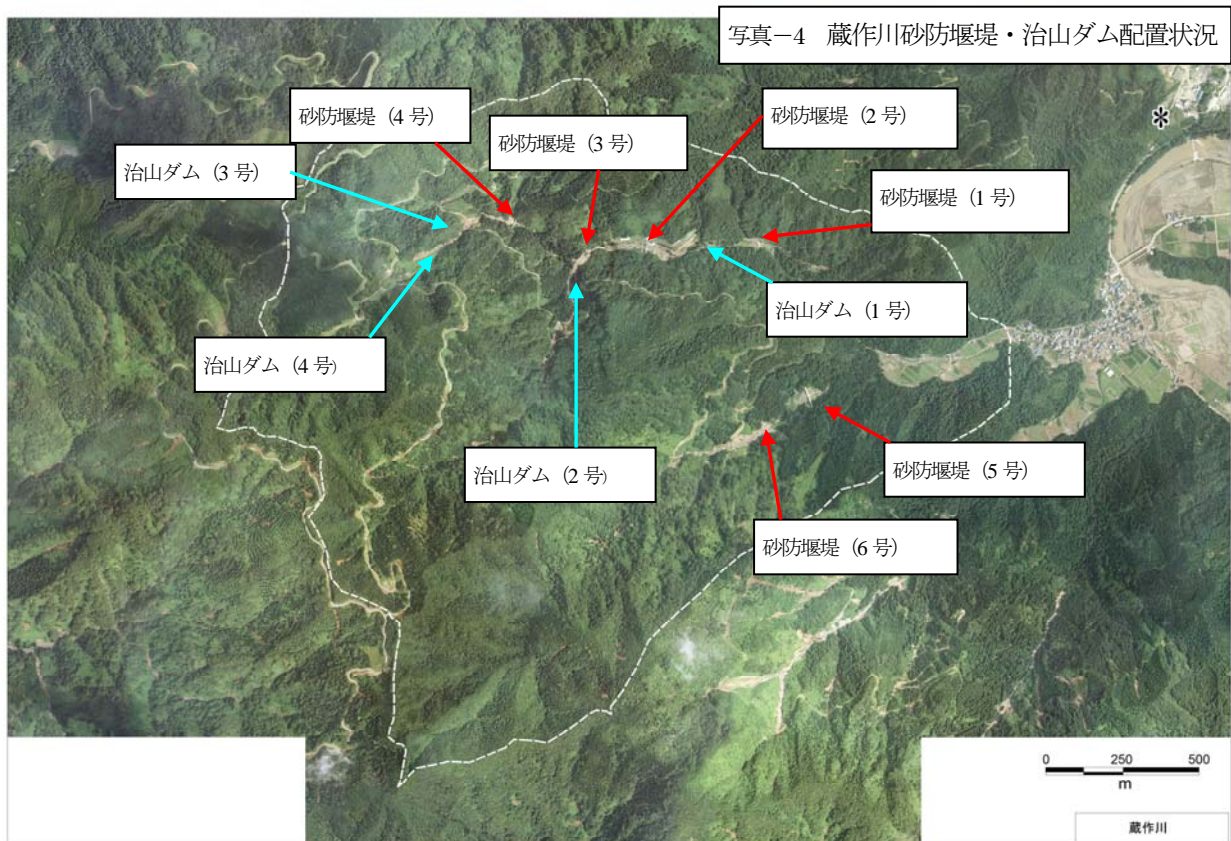 写真－4 蔵作川砂防堰堤・治山ダム配置状況
砂防堰堤（4号）
砂防堰堤（3号）
砂防堰堤（2号）
治山ダム（3号）
砂防堰堤（1号）
治山ダム（1号）
治山ダム（4号）
治山ダム（2号）
砂防堰堤（5号）
砂防堰堤（6号）
0 250 500
m
蔵作川